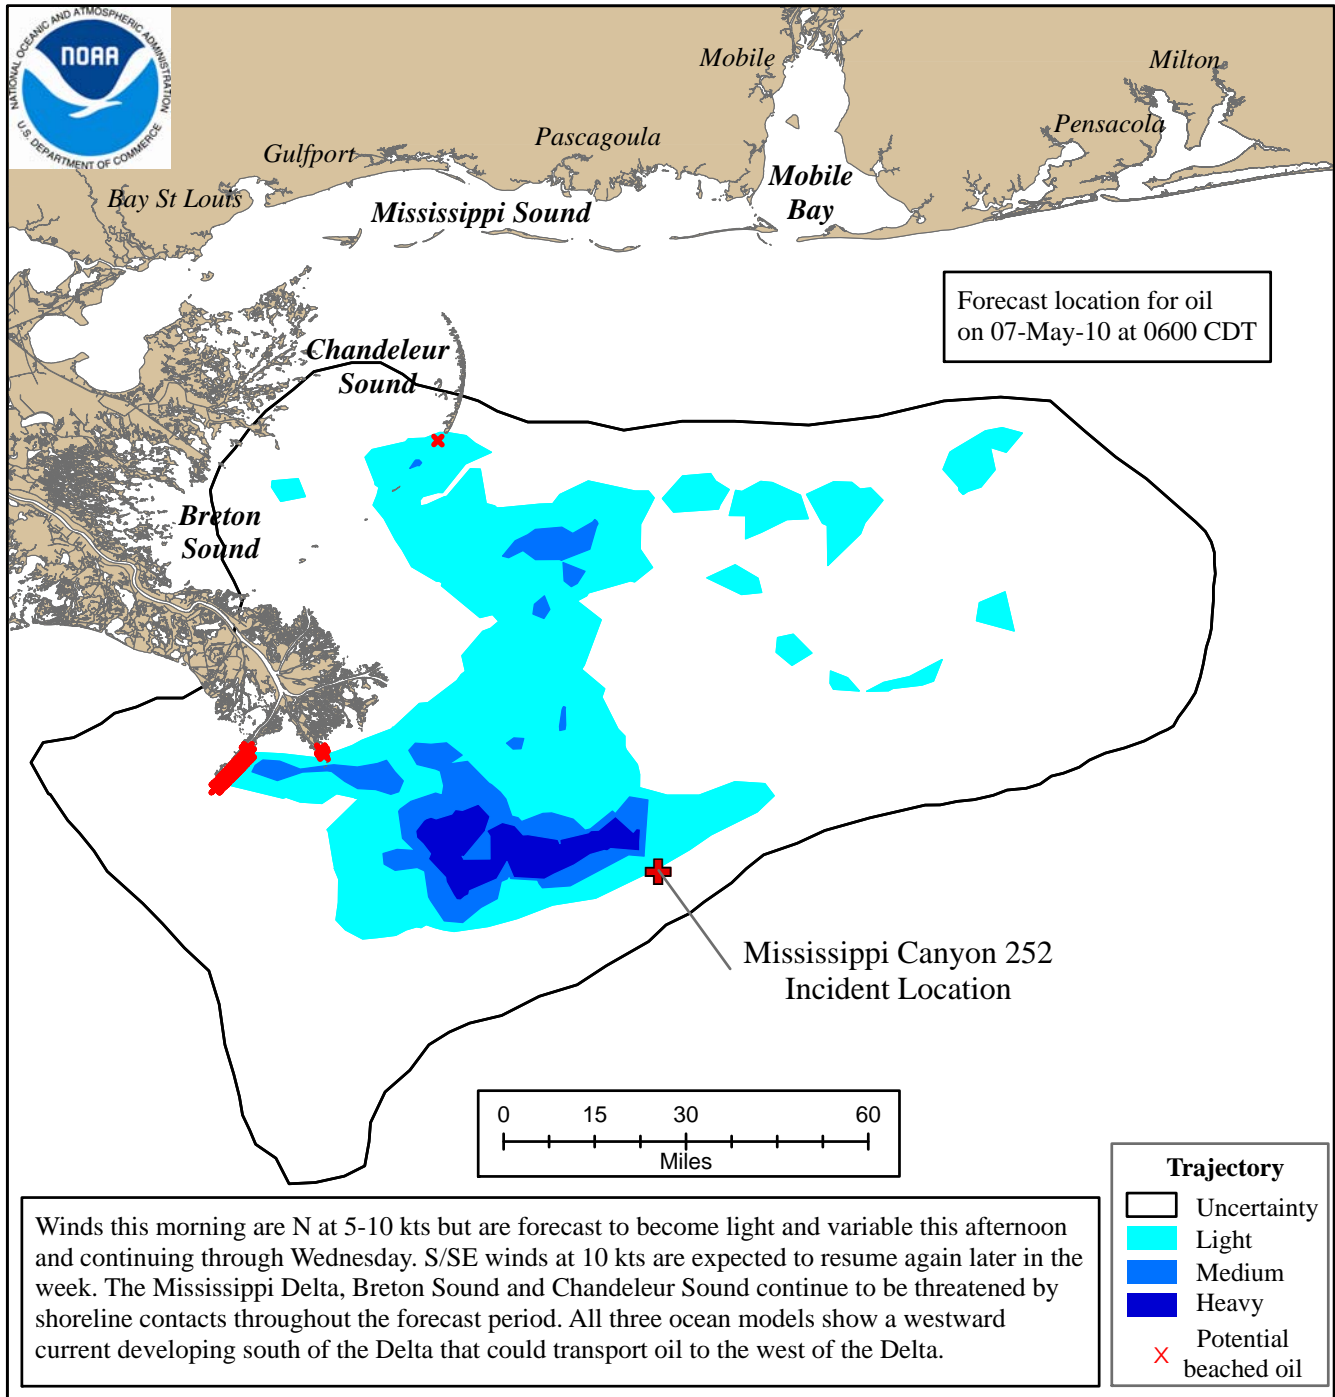 NATIONAL OCEANIC AND ATMOSPHERIC ADMINISTRATION
NOAA
U.S. DEPARTMENT OF COMMERCE
Mobile
Milton
Pensacola
Pascagoula
Gulfport
Bay St Louis
Mobile
Bay
Mississippi Sound
Forecast location for oil
on 07-May-10 at 0600 CDT
Chandeleur
Sound
Breton
Sound
Mississippi Canyon 252
Incident Location
0 15 30 60
Miles
Trajectory
Uncertainty
Light
Medium
Heavy
X Potential
beached oil
Winds this morning are N at 5-10 kts but are forecast to become light and variable this afternoon
and continuing through Wednesday. S/SE winds at 10 kts are expected to resume again later in the
week. The Mississippi Delta, Breton Sound and Chandeleur Sound continue to be threatened by
shoreline contacts throughout the forecast period. All three ocean models show a westward
current developing south of the Delta that could transport oil to the west of the Delta.